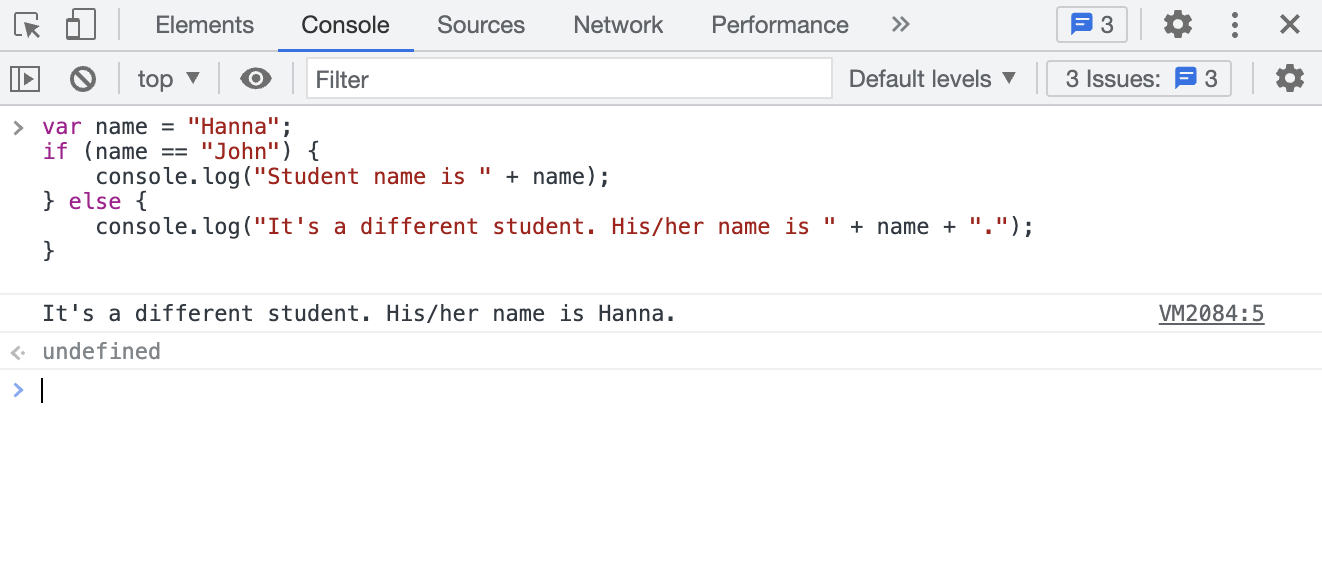 Elements Console Sources Network Performance » 3
top ▼ Filter Default levels ▼ 3 Issues: 3
> var name = "Hanna";
if (name == "John") {
    console.log("Student name is " + name);
} else {
    console.log("It's a different student. His/her name is " + name + ".");
}
It's a different student. His/her name is Hanna. VM2084:5
undefined
>